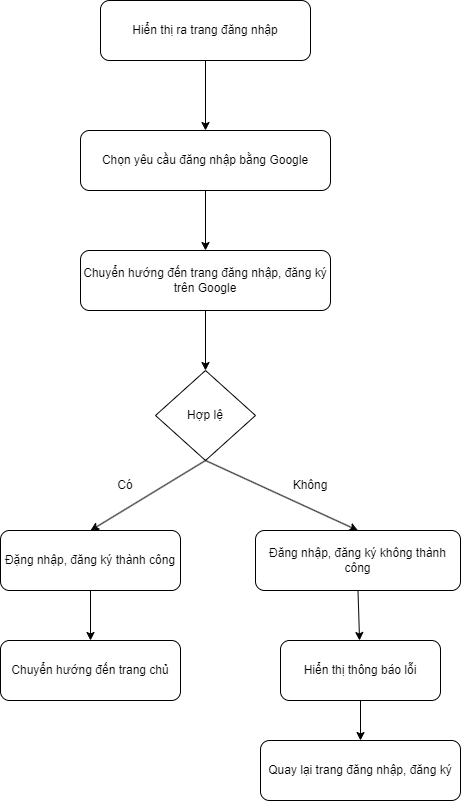 Hiển thị ra trang đăng nhập
Chọn yêu cầu đăng nhập bằng Google
Chuyển hướng đến trang đăng nhập, đăng ký
trên Google
Hợp lệ
Có
Không
Đặng nhập, đăng ký thành công
Đăng nhập, đăng ký không thành
công
Chuyển hướng đến trang chủ
Hiển thị thông báo lỗi
Quay lại trang đăng nhập, đăng ký